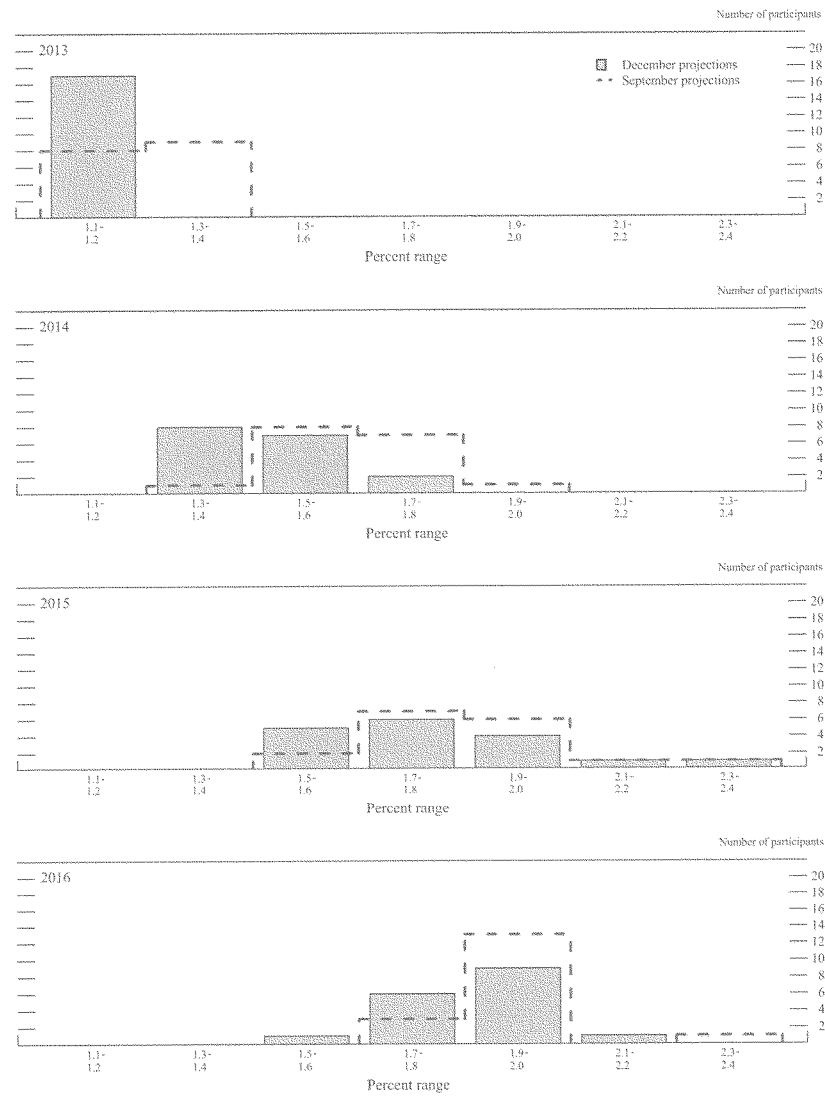 Number of participants
2013
20
December projections
18
September projections
16
14
12
10
8
6
4
2
1.1- 1.3- 1.5- 1.7- 1.9- 2.1- 2.3-
1.2 1.4 1.6 1.8 2.0 2.2 2.4
Percent range
Number of participants
2014
20
18
16
14
12
10
8
6
4
2
1.1- 1.3- 1.5- 1.7- 1.9- 2.1- 2.3-
1.2 1.4 1.6 1.8 2.0 2.2 2.4
Percent range
Number of participants
2015
20
18
16
14
12
10
8
6
4
2
1.1- 1.3- 1.5- 1.7- 1.9- 2.1- 2.3-
1.2 1.4 1.6 1.8 2.0 2.2 2.4
Percent range
Number of participants
2016
20
18
16
14
12
10
8
6
4
2
1.1- 1.3- 1.5- 1.7- 1.9- 2.1- 2.3-
1.2 1.4 1.6 1.8 2.0 2.2 2.4
Percent range